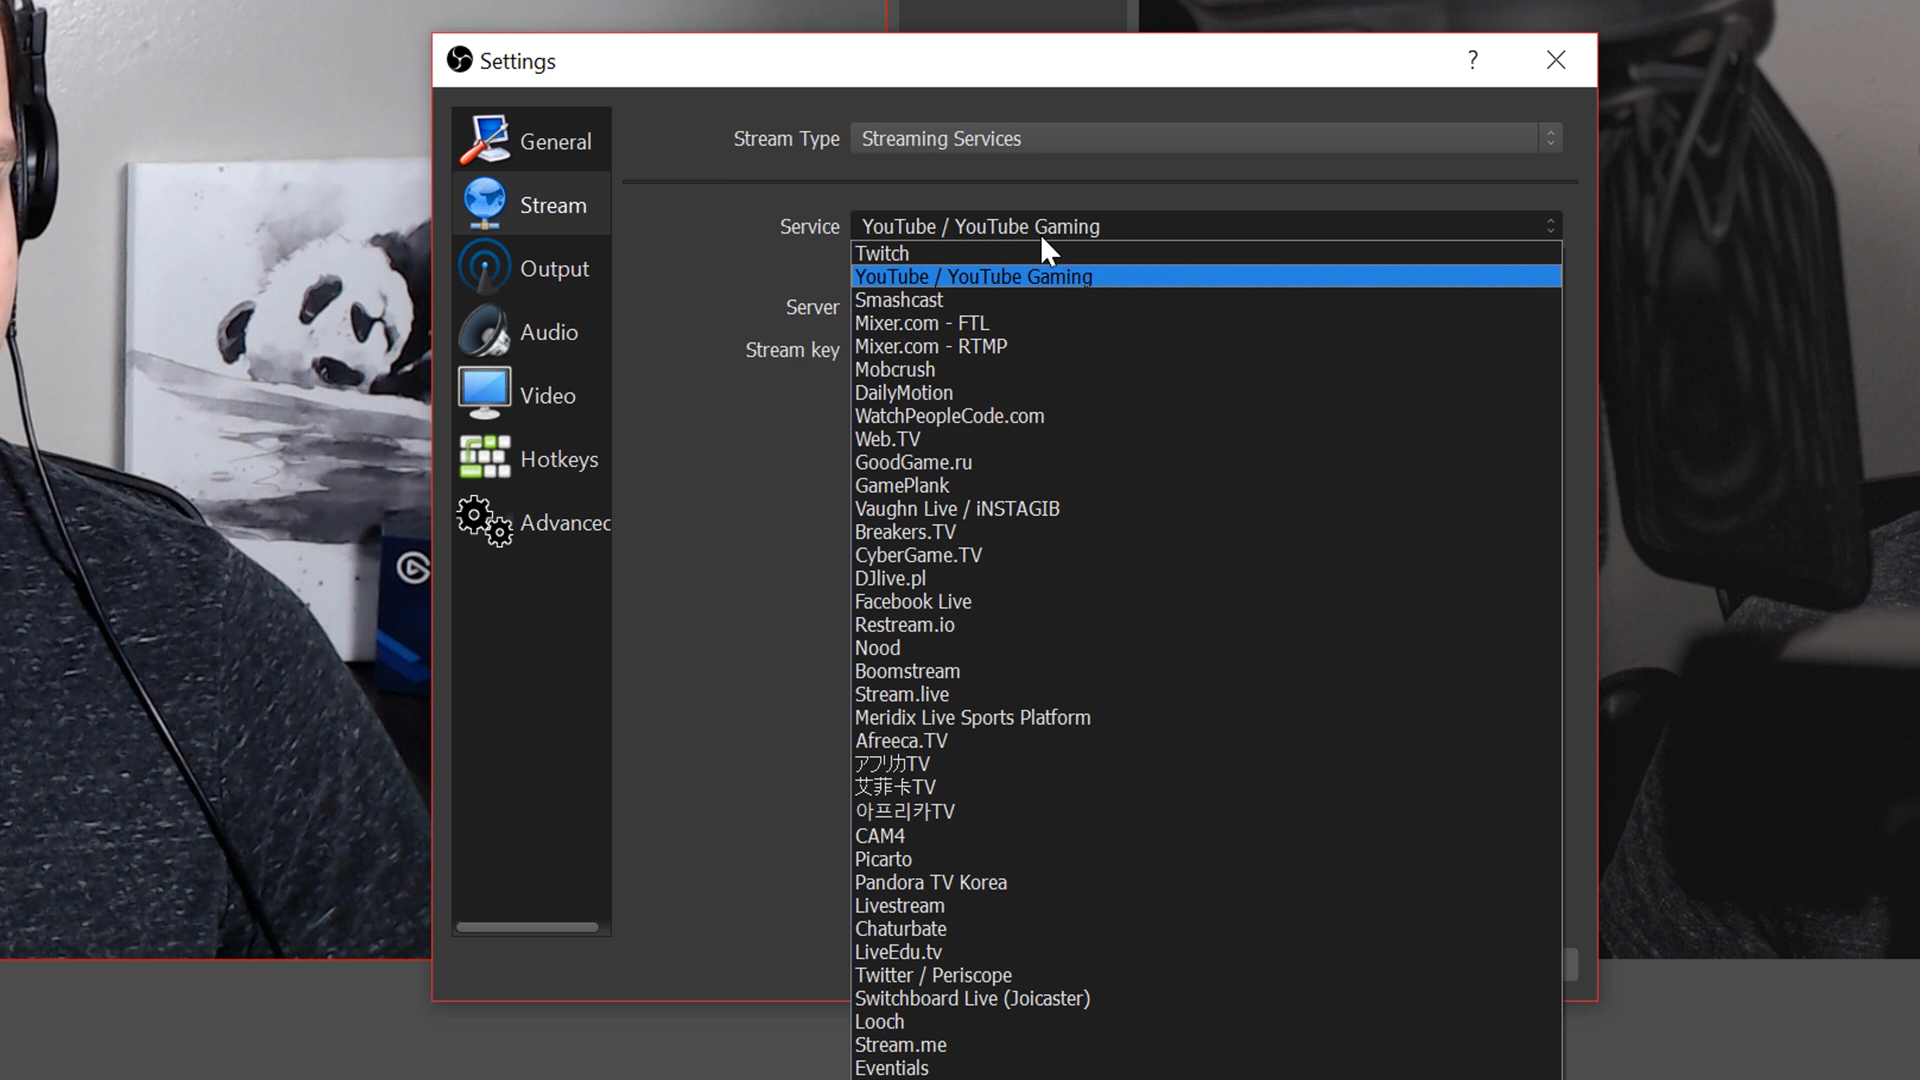 Settings
?
General
Stream
Output
Audio
Video
Hotkeys
Advanced
Stream Type
Streaming Services
Service
YouTube / YouTube Gaming
Server
Stream key
Twitch
YouTube / YouTube Gaming
Smashcast
Mixer.com - FTL
Mixer.com - RTMP
Mobcrush
DailyMotion
WatchPeopleCode.com
Web.TV
GoodGame.ru
GamePlank
Vaughn Live / iNSTAGIB
Breakers.TV
CyberGame.TV
DJlive.pl
Facebook Live
Restream.io
Nood
Boomstream
Stream.live
Meridix Live Sports Platform
Afreeca.TV
アフリカTV
艾菲卡TV
아프리카TV
CAM4
Picarto
Pandora TV Korea
Livestream
Chaturbate
LiveEdu.tv
Twitter / Periscope
Switchboard Live (Joicaster)
Looch
Stream.me
Eventials